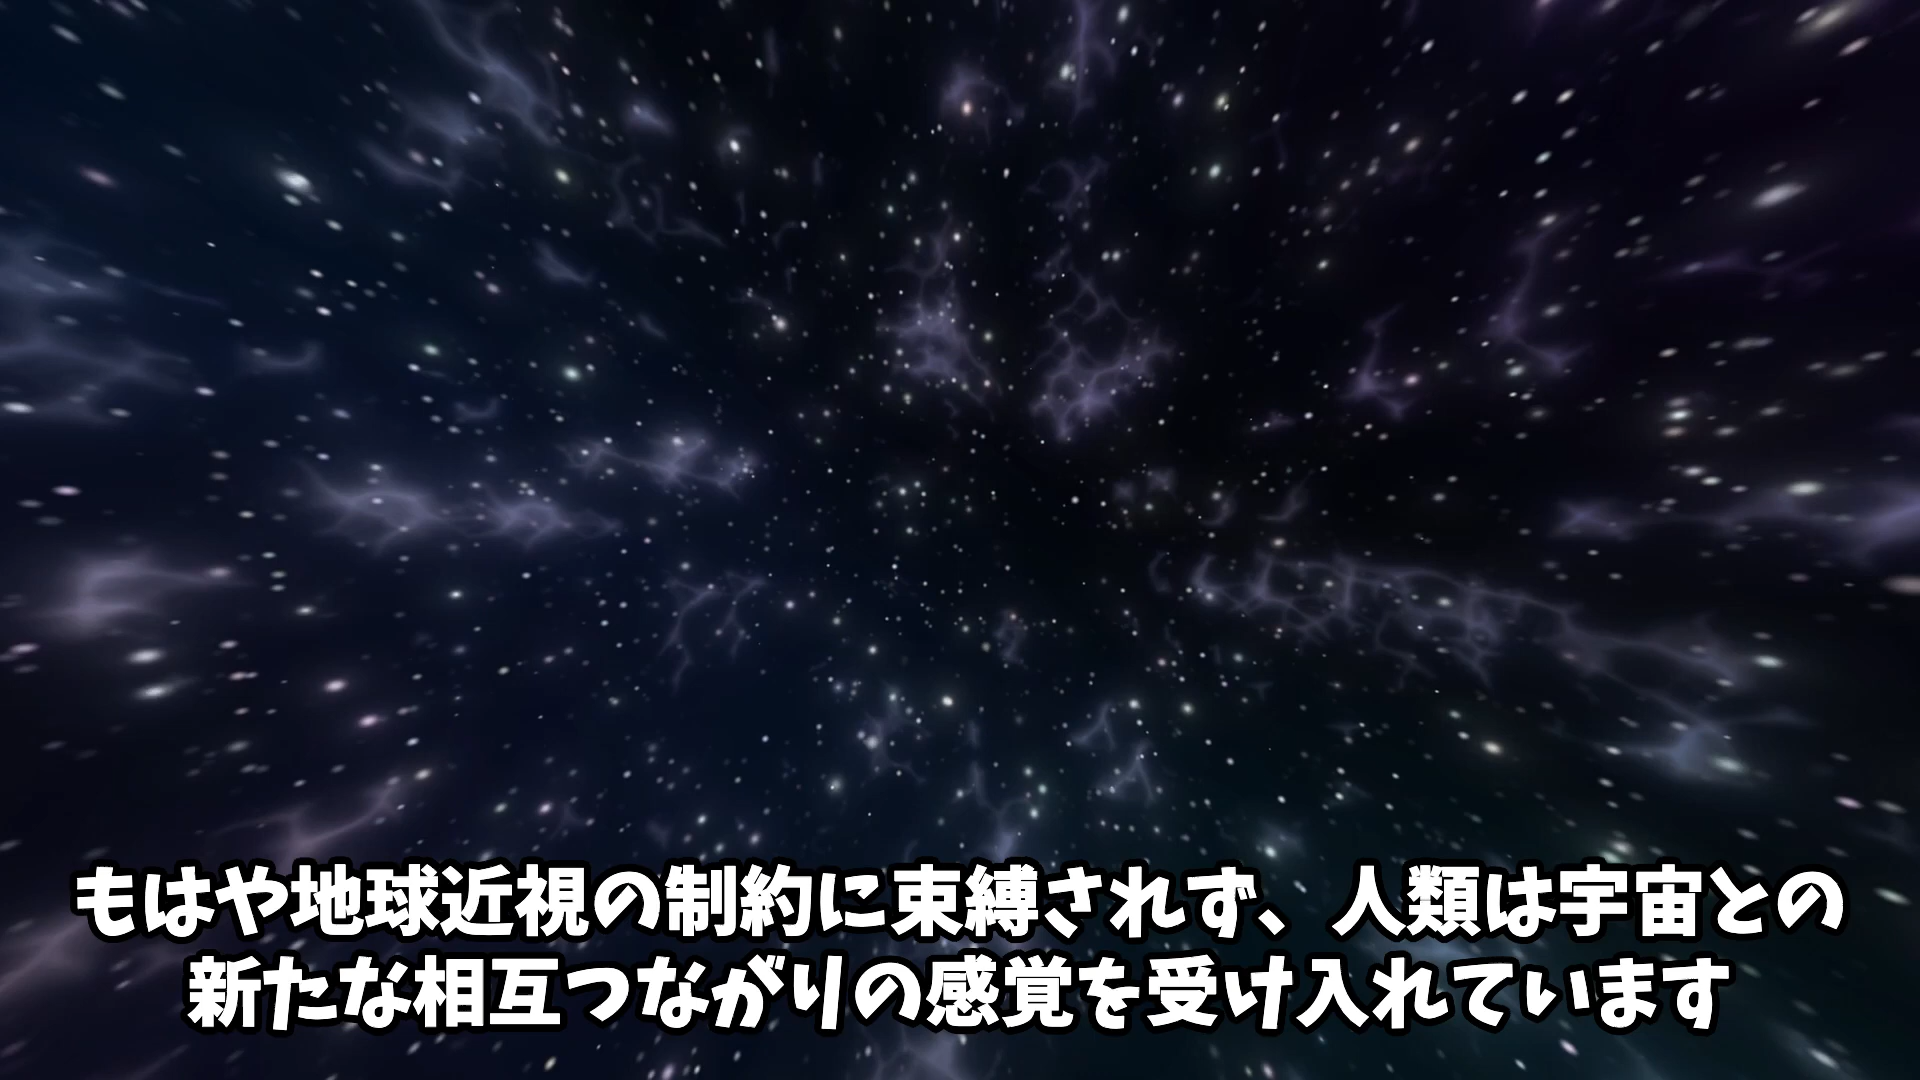 もはや地球近視の制約に束縛されず、人類は宇宙との
新たな相互つながりの感覚を受け入れています